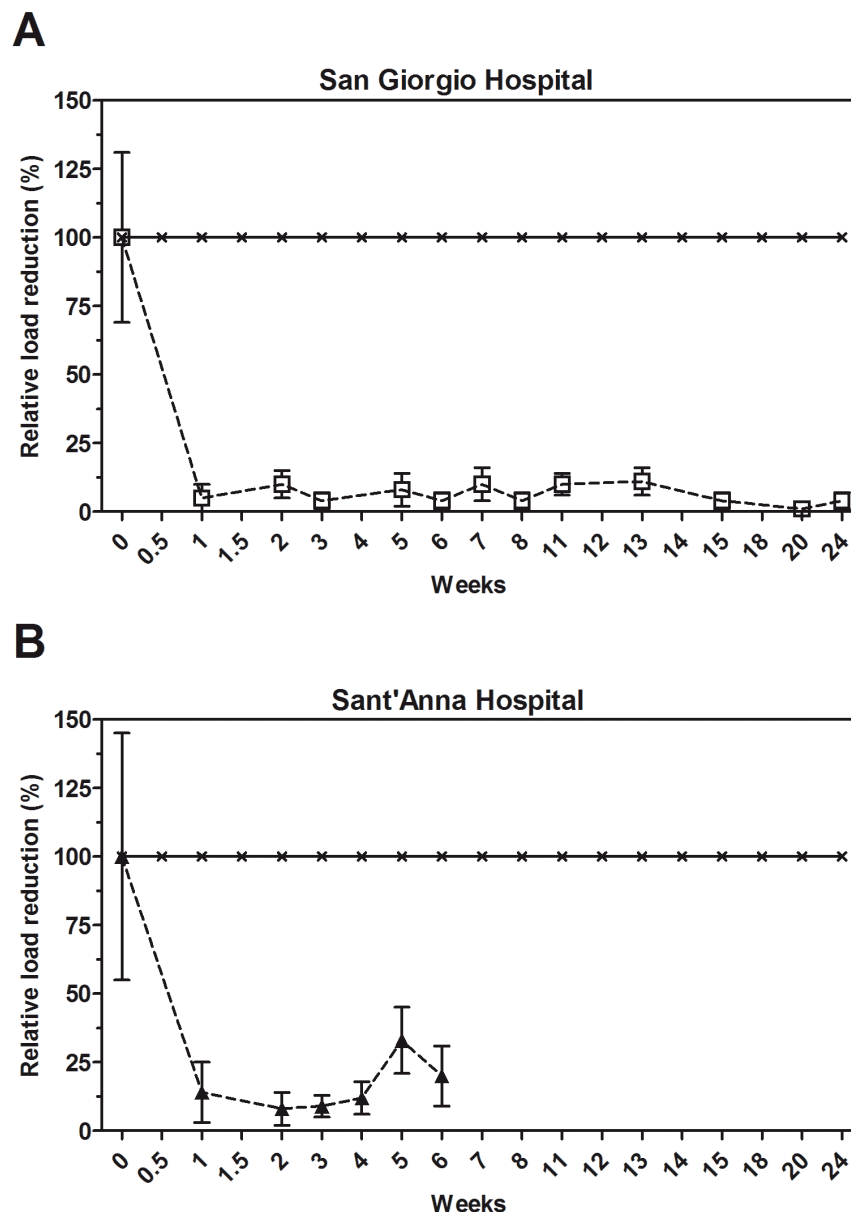 A
San Giorgio Hospital
Relative load reduction (%)
150
125
100
75
50
25
0
0 0.5 1 1.5 2 3 4 5 6 7 8 11 12 13 14 15 18 20 24
Weeks
B
Sant'Anna Hospital
Relative load reduction (%)
150
125
100
75
50
25
0
0 0.5 1 1.5 2 3 4 5 6 7 8 11 12 13 14 15 18 20 24
Weeks